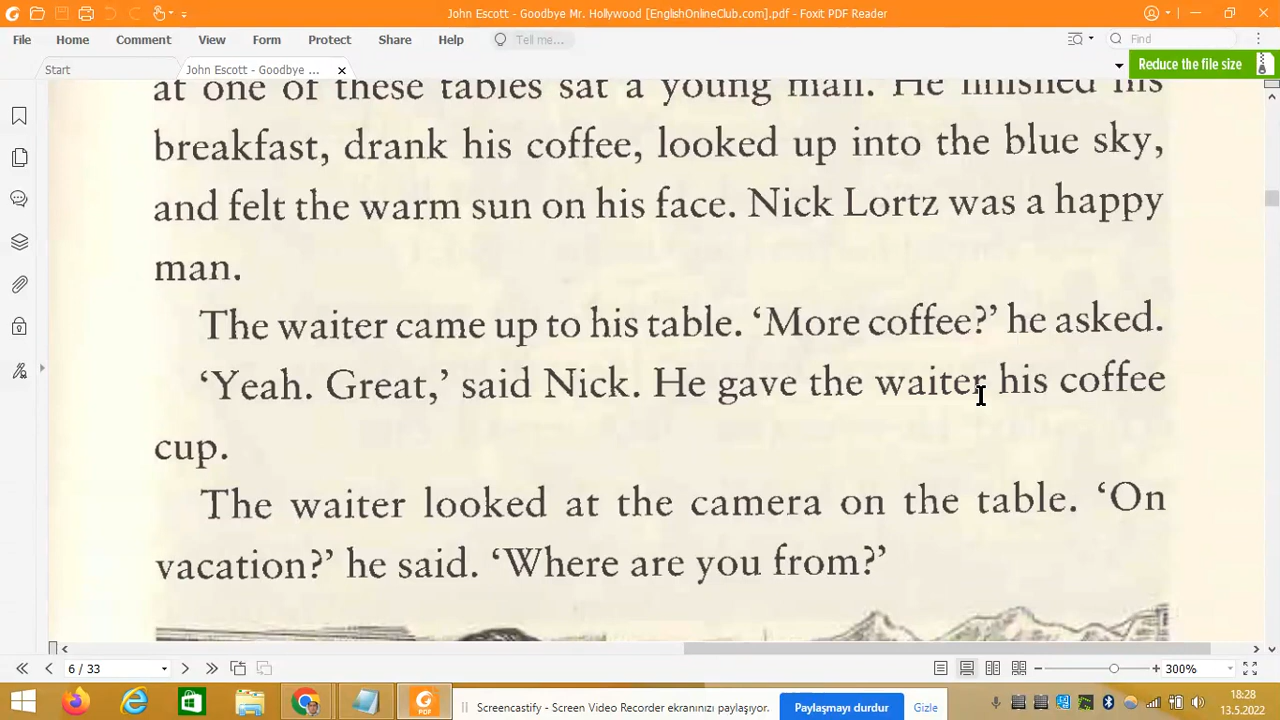 John Escott - Goodbye Mr. Hollywood [EnglishOnlineClub.com].pdf - Foxit PDF Reader
File Home Comment View Form Protect Share Help Tell me... Find
Start John Escott - Goodbye ... Reduce the file size
at one of these tables sat a young man. He finished his
breakfast, drank his coffee, looked up into the blue sky,
and felt the warm sun on his face. Nick Lortz was a happy
man.
The waiter came up to his table. ‘More coffee?’ he asked.
‘Yeah. Great,’ said Nick. He gave the waiter his coffee
cup.
The waiter looked at the camera on the table. ‘On
vacation?’ he said. ‘Where are you from?’
6 / 33 300%
PDF Screencastify - Screen Video Recorder ekranınızı paylaşıyor. Paylaşmayı durdur Gizle 18:28
13.5.2022